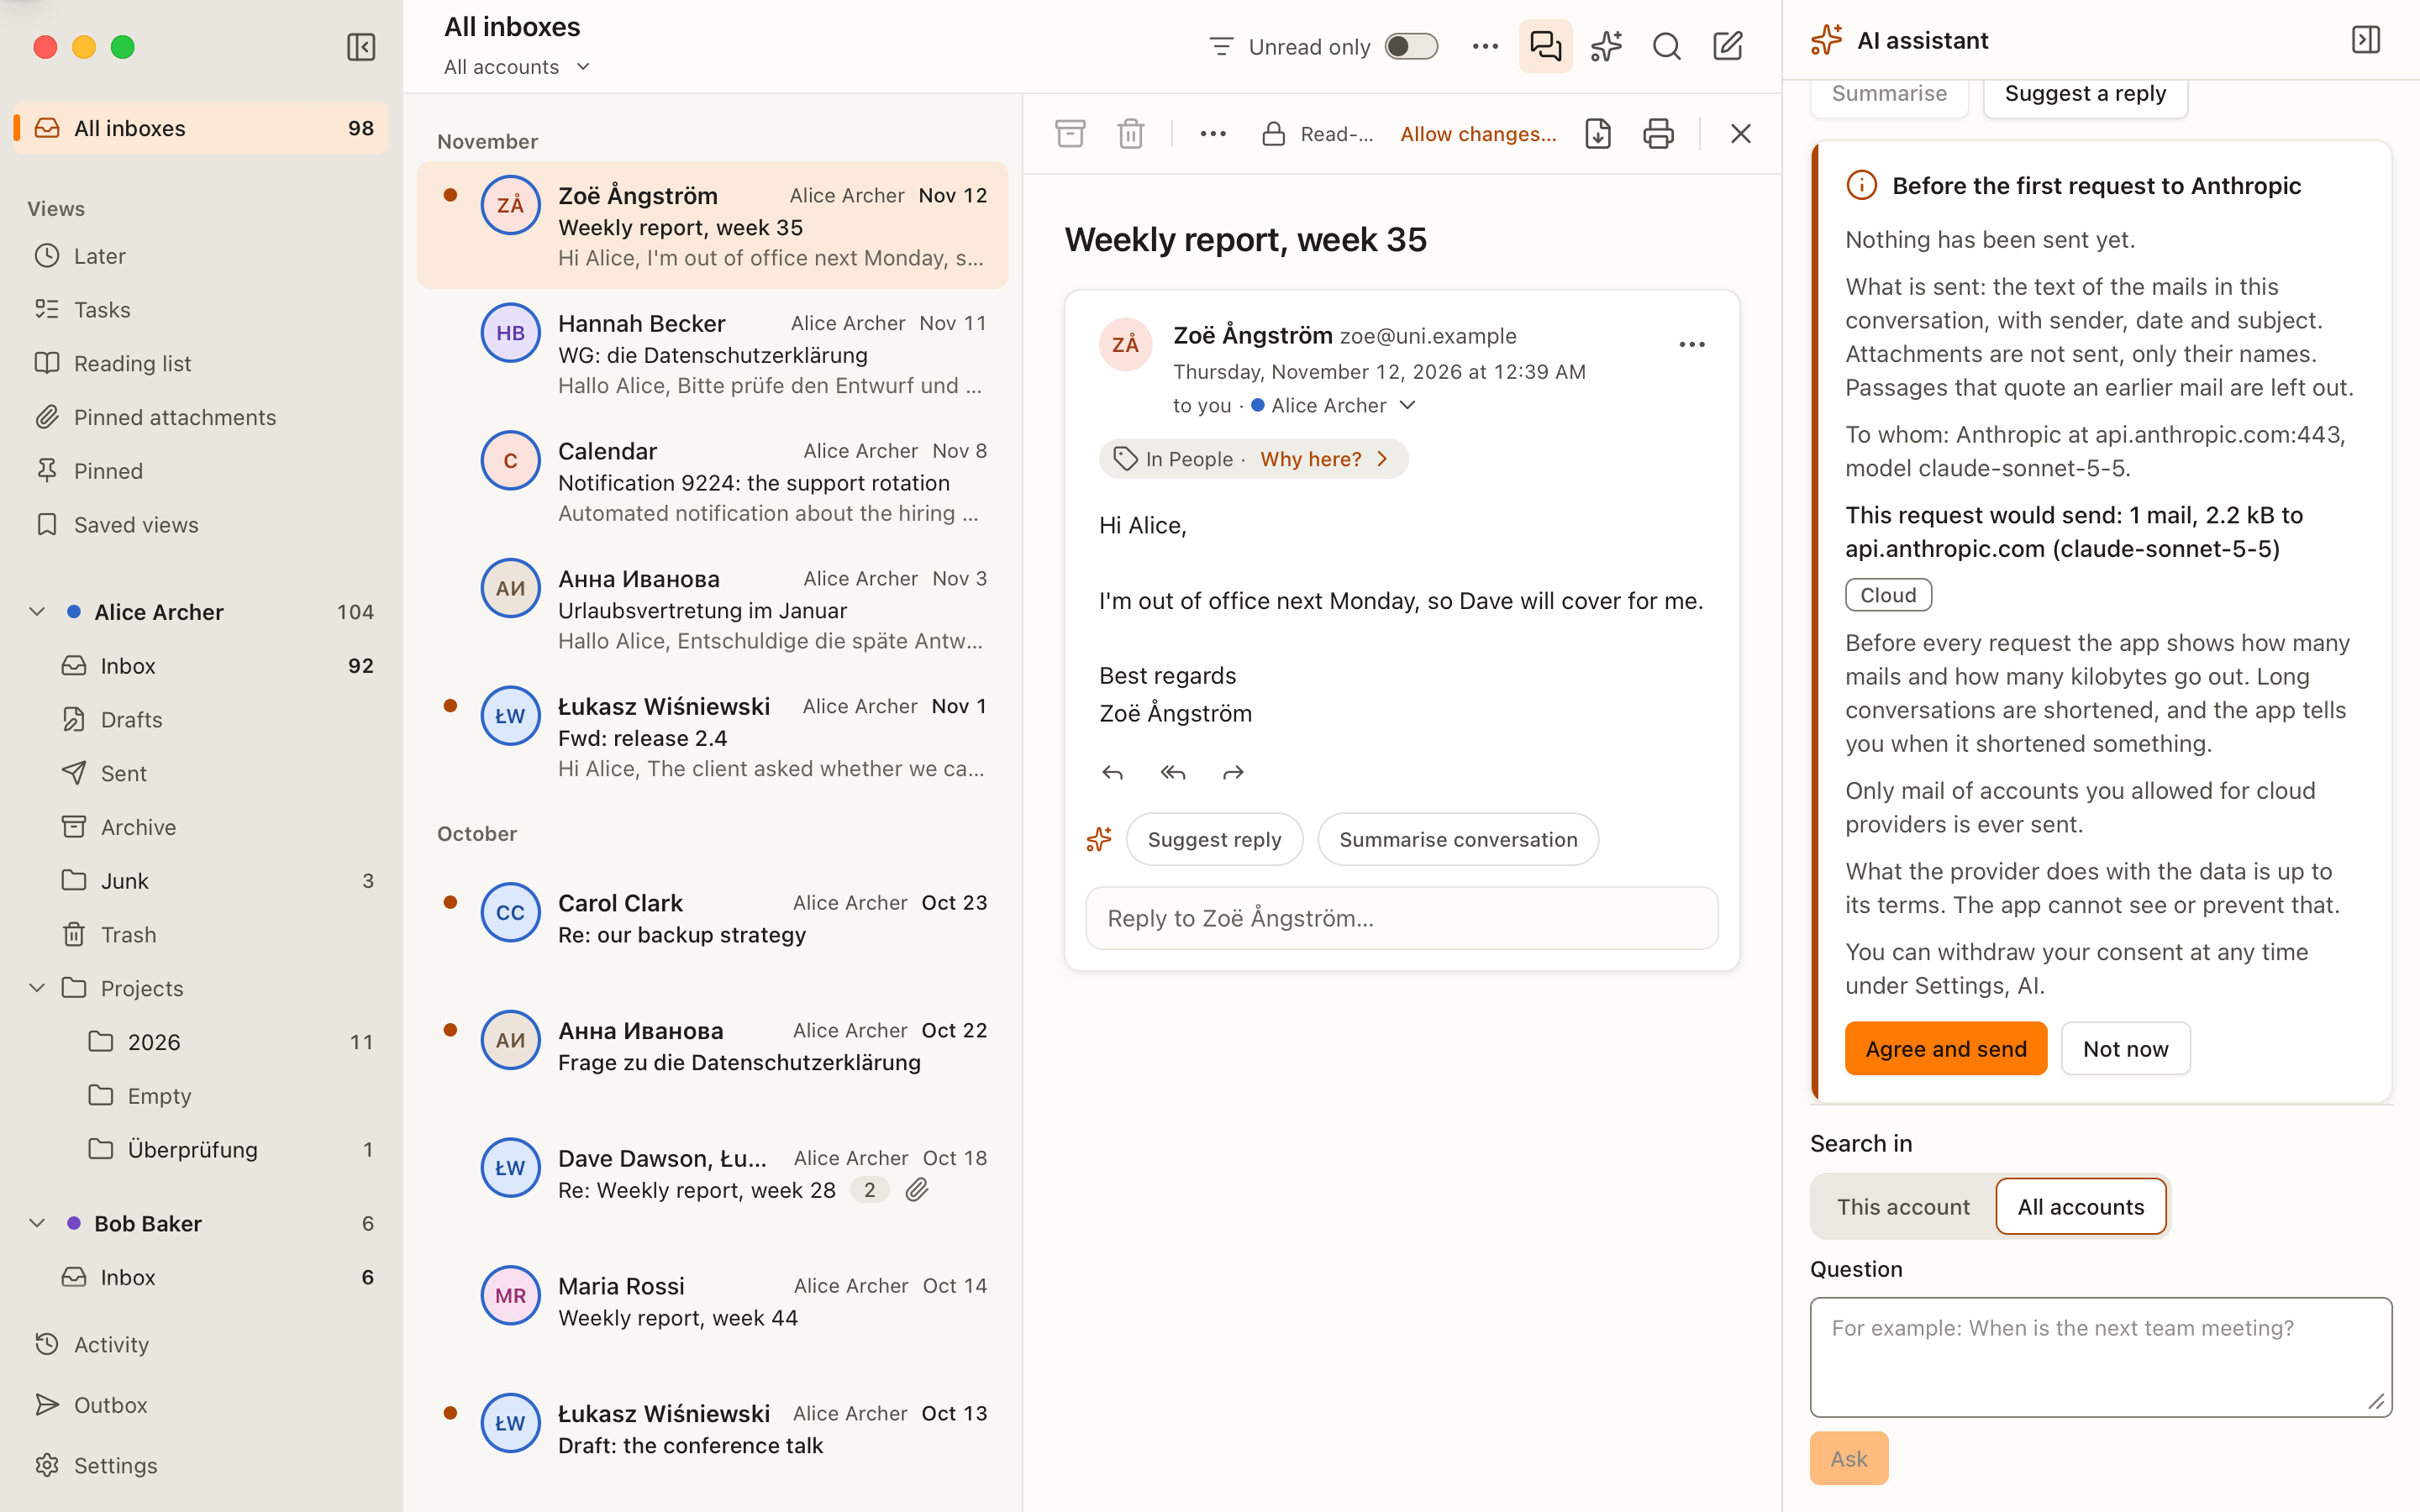 All inboxes 98
Views
Later
Tasks
Reading list
Pinned attachments
Pinned
Saved views
Alice Archer 104
Inbox 92
Drafts
Sent
Archive
Junk 3
Trash
Projects
2026 11
Empty
Überprüfung 1
Bob Baker 6
Inbox 6
Activity
Outbox
Settings
All inboxes
All accounts
Unread only
November
ZÅ Zoë Ångström Alice Archer Nov 12
Weekly report, week 35
Hi Alice, I'm out of office next Monday, s...
HB Hannah Becker Alice Archer Nov 11
WG: die Datenschutzerklärung
Hallo Alice, Bitte prüfe den Entwurf und ...
C Calendar Alice Archer Nov 8
Notification 9224: the support rotation
Automated notification about the hiring ...
АИ Анна Иванова Alice Archer Nov 3
Urlaubsvertretung im Januar
Hallo Alice, Entschuldige die späte Antw...
ŁW Łukasz Wiśniewski Alice Archer Nov 1
Fwd: release 2.4
Hi Alice, The client asked whether we ca...
October
CC Carol Clark Alice Archer Oct 23
Re: our backup strategy
АИ Анна Иванова Alice Archer Oct 22
Frage zu die Datenschutzerklärung
ŁW Dave Dawson, Łu... Alice Archer Oct 18
Re: Weekly report, week 28 2
MR Maria Rossi Alice Archer Oct 14
Weekly report, week 44
ŁW Łukasz Wiśniewski Alice Archer Oct 13
Draft: the conference talk
Read-... Allow changes...
Weekly report, week 35
ZÅ Zoë Ångström zoe@uni.example
Thursday, November 12, 2026 at 12:39 AM
to you · Alice Archer
In People · Why here?
Hi Alice,
I'm out of office next Monday, so Dave will cover for me.
Best regards
Zoë Ångström
Suggest reply Summarise conversation
Reply to Zoë Ångström...
AI assistant
Summarise Suggest a reply
Before the first request to Anthropic
Nothing has been sent yet.
What is sent: the text of the mails in this
conversation, with sender, date and subject.
Attachments are not sent, only their names.
Passages that quote an earlier mail are left out.
To whom: Anthropic at api.anthropic.com:443,
model claude-sonnet-5-5.
This request would send: 1 mail, 2.2 kB to
api.anthropic.com (claude-sonnet-5-5)
Cloud
Before every request the app shows how many
mails and how many kilobytes go out. Long
conversations are shortened, and the app tells
you when it shortened something.
Only mail of accounts you allowed for cloud
providers is ever sent.
What the provider does with the data is up to
its terms. The app cannot see or prevent that.
You can withdraw your consent at any time
under Settings, AI.
Agree and send Not now
Search in
This account All accounts
Question
For example: When is the next team meeting?
Ask